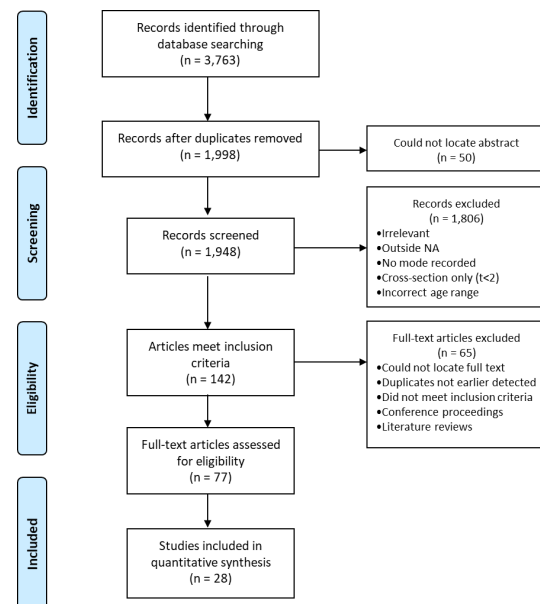 Identification
Records identified through
database searching
(n = 3,763)
Records after duplicates removed
(n = 1,998)
Could not locate abstract
(n = 50)
Screening
Records screened
(n = 1,948)
Records excluded
(n = 1,806)
•Irrelevant
•Outside NA
•No mode recorded
•Cross-section only (t<2)
•Incorrect age range
Eligibility
Articles meet inclusion
criteria
(n = 142)
Full-text articles excluded
(n = 65)
•Could not locate full text
•Duplicates not earlier detected
•Did not meet inclusion criteria
•Conference proceedings
•Literature reviews
Full-text articles assessed
for eligibility
(n = 77)
Included
Studies included in
quantitative synthesis
(n = 28)